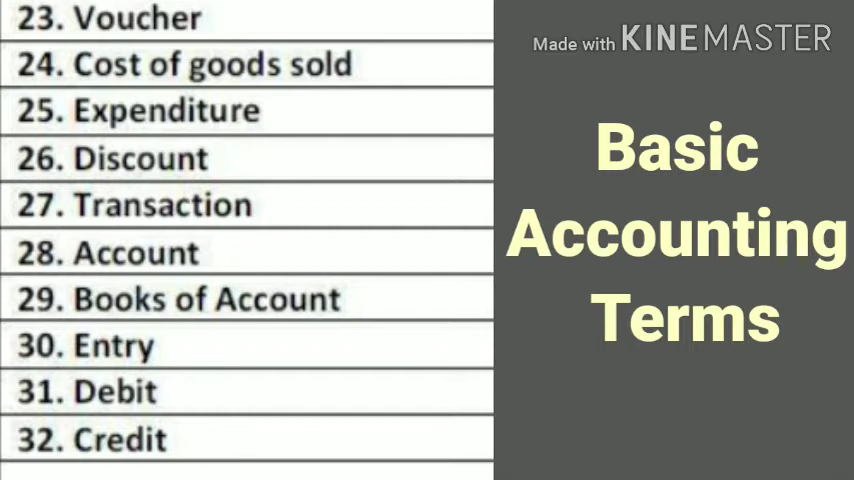 23. Voucher
24. Cost of goods sold
25. Expenditure
26. Discount
27. Transaction
28. Account
29. Books of Account
30. Entry
31. Debit
32. Credit
Made with KINEMASTER
Basic
Accounting
Terms